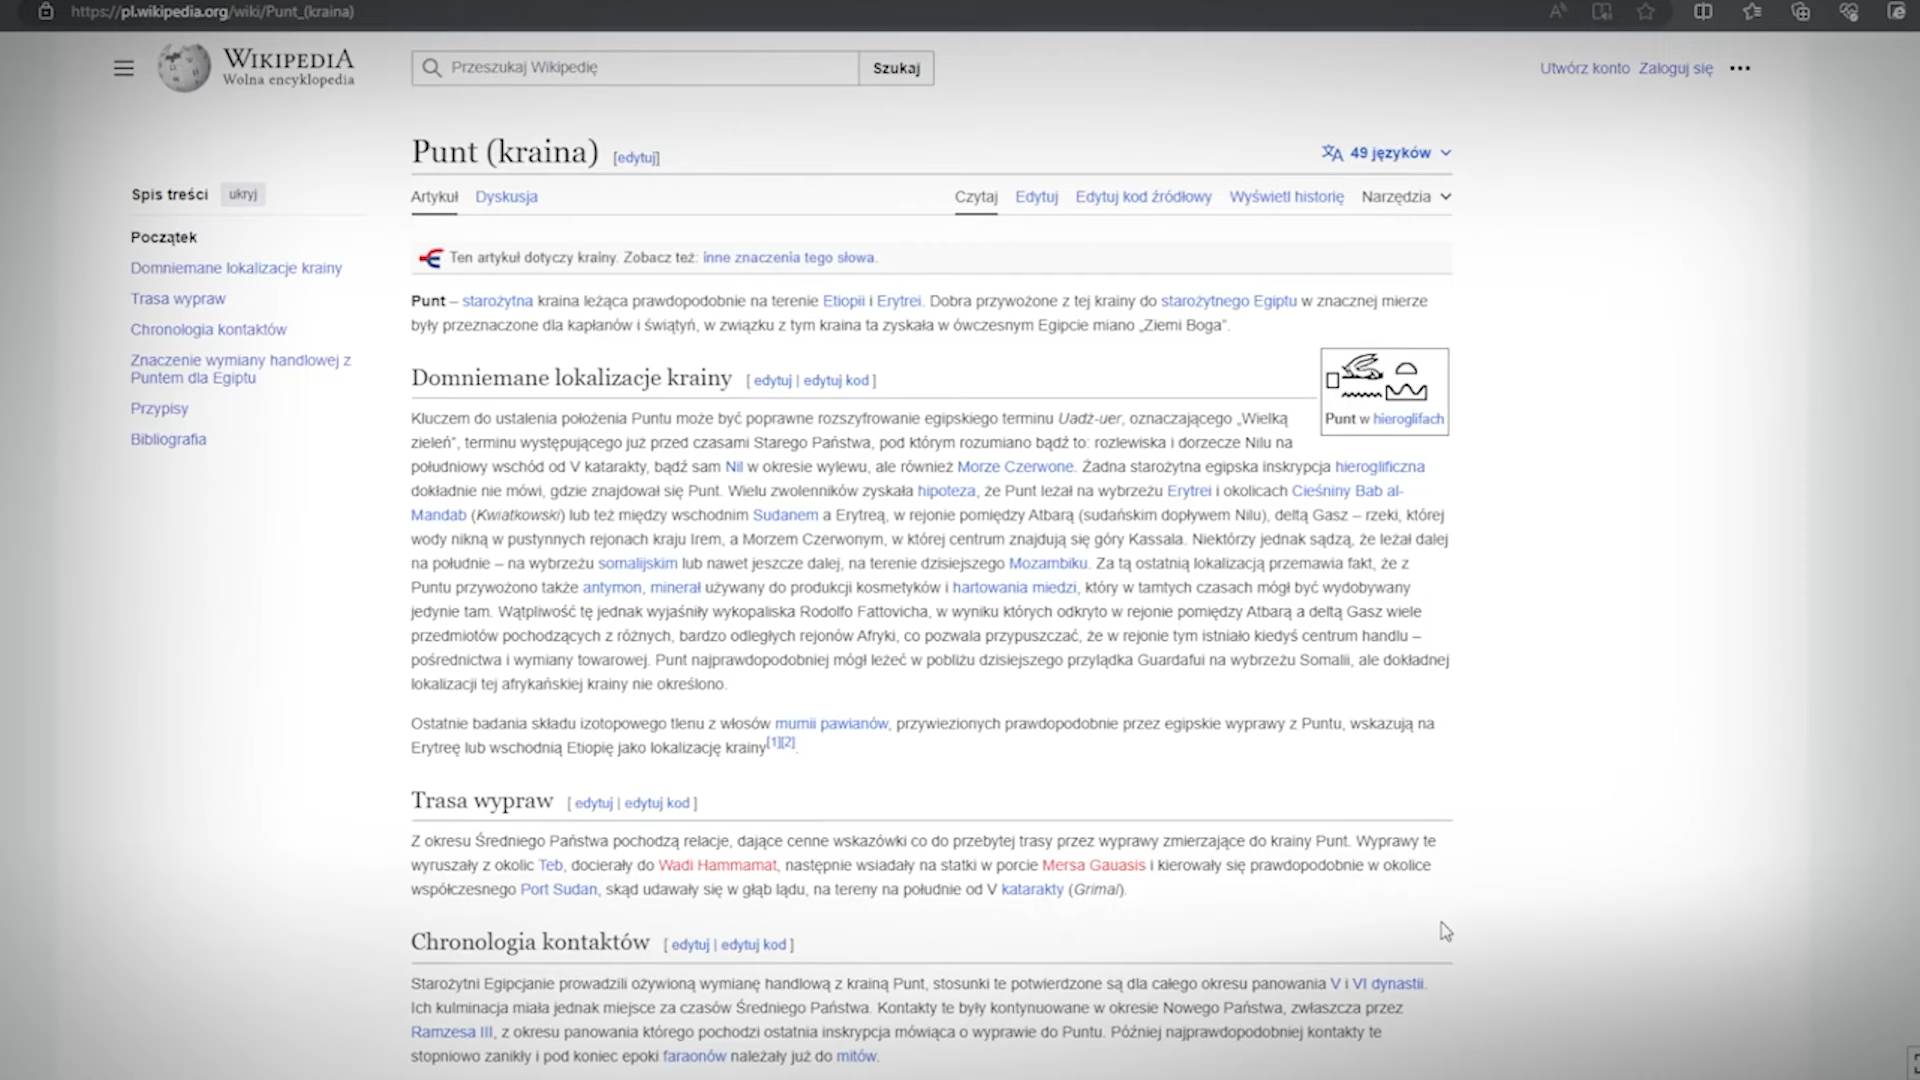 https://pl.wikipedia.org/wiki/Punt_(kraina)
WIKIPEDIA
Wolna encyklopedia
Przeszukaj Wikipedię
Szukaj
Utwórz konto Zaloguj się
Punt (kraina) [edytuj]
49 języków
Spis treści ukryj
Artykuł Dyskusja
Czytaj Edytuj Edytuj kod źródłowy Wyświetl historię Narzędzia
Początek
Domniemane lokalizacje krainy
Trasa wypraw
Chronologia kontaktów
Znaczenie wymiany handlowej z
Puntem dla Egiptu
Przypisy
Bibliografia
Ten artykuł dotyczy krainy. Zobacz też: inne znaczenia tego słowa.
Punt – starożytna kraina leżąca prawdopodobnie na terenie Etiopii i Erytrei. Dobra przywożone z tej krainy do starożytnego Egiptu w znacznej mierze
były przeznaczone dla kapłanów i świątyń, w związku z tym kraina ta zyskała w ówczesnym Egipcie miano „Ziemi Boga”.
Domniemane lokalizacje krainy [ edytuj | edytuj kod ]
Punt w hieroglifach
Kluczem do ustalenia położenia Puntu może być poprawne rozszyfrowanie egipskiego terminu Uadż-uer, oznaczającego „Wielką
zieleń”, terminu występującego już przed czasami Starego Państwa, pod którym rozumiano bądź to: rozlewiska i dorzecze Nilu na
południowy wschód od V katarakty, bądź sam Nil w okresie wylewu, ale również Morze Czerwone. Żadna starożytna egipska inskrypcja hieroglificzna
dokładnie nie mówi, gdzie znajdował się Punt. Wielu zwolenników zyskała hipoteza, że Punt leżał na wybrzeżu Erytrei i okolicach Cieśniny Bab al-
Mandab (Kwiatkowski) lub też między wschodnim Sudanem a Erytreą, w rejonie pomiędzy Atbarą (sudańskim dopływem Nilu), deltą Gasz – rzeki, której
wody nikną w pustynnych rejonach kraju Irem, a Morzem Czerwonym, w której centrum znajdują się góry Kassala. Niektórzy jednak sądzą, że leżał dalej
na południe – na wybrzeżu somalijskim lub nawet jeszcze dalej, na terenie dzisiejszego Mozambiku. Za tą ostatnią lokalizacją przemawia fakt, że z
Puntu przywożono także antymon, minerał używany do produkcji kosmetyków i hartowania miedzi, który w tamtych czasach mógł być wydobywany
jedynie tam. Wątpliwość tę jednak wyjaśniły wykopaliska Rodolfo Fattovicha, w wyniku których odkryto w rejonie pomiędzy Atbarą a deltą Gasz wiele
przedmiotów pochodzących z różnych, bardzo odległych rejonów Afryki, co pozwala przypuszczać, że w rejonie tym istniało kiedyś centrum handlu –
pośrednictwa i wymiany towarowej. Punt najprawdopodobniej mógł leżeć w pobliżu dzisiejszego przylądka Guardafui na wybrzeżu Somalii, ale dokładnej
lokalizacji tej afrykańskiej krainy nie określono.
Ostatnie badania składu izotopowego tlenu z włosów mumii pawianów, przywiezionych prawdopodobnie przez egipskie wyprawy z Puntu, wskazują na
Erytreę lub wschodnią Etiopię jako lokalizację krainy[1][2].
Trasa wypraw [ edytuj | edytuj kod ]
Z okresu Średniego Państwa pochodzą relacje, dające cenne wskazówki co do przebytej trasy przez wyprawy zmierzające do krainy Punt. Wyprawy te
wyruszały z okolic Teb, docierały do Wadi Hammamat, następnie wsiadały na statki w porcie Mersa Gauasis i kierowały się prawdopodobnie w okolice
współczesnego Port Sudan, skąd udawały się w głąb lądu, na tereny na południe od V katarakty (Grimal).
Chronologia kontaktów [ edytuj | edytuj kod ]
Starożytni Egipcjanie prowadzili ożywioną wymianę handlową z krainą Punt, stosunki te potwierdzone są dla całego okresu panowania V i VI dynastii.
Ich kulminacja miała jednak miejsce za czasów Średniego Państwa. Kontakty te były kontynuowane w okresie Nowego Państwa, zwłaszcza przez
Ramzesa III, z okresu panowania którego pochodzi ostatnia inskrypcja mówiąca o wyprawie do Puntu. Później najprawdopodobniej kontakty te
stopniowo zanikły i pod koniec epoki faraonów należały już do mitów.